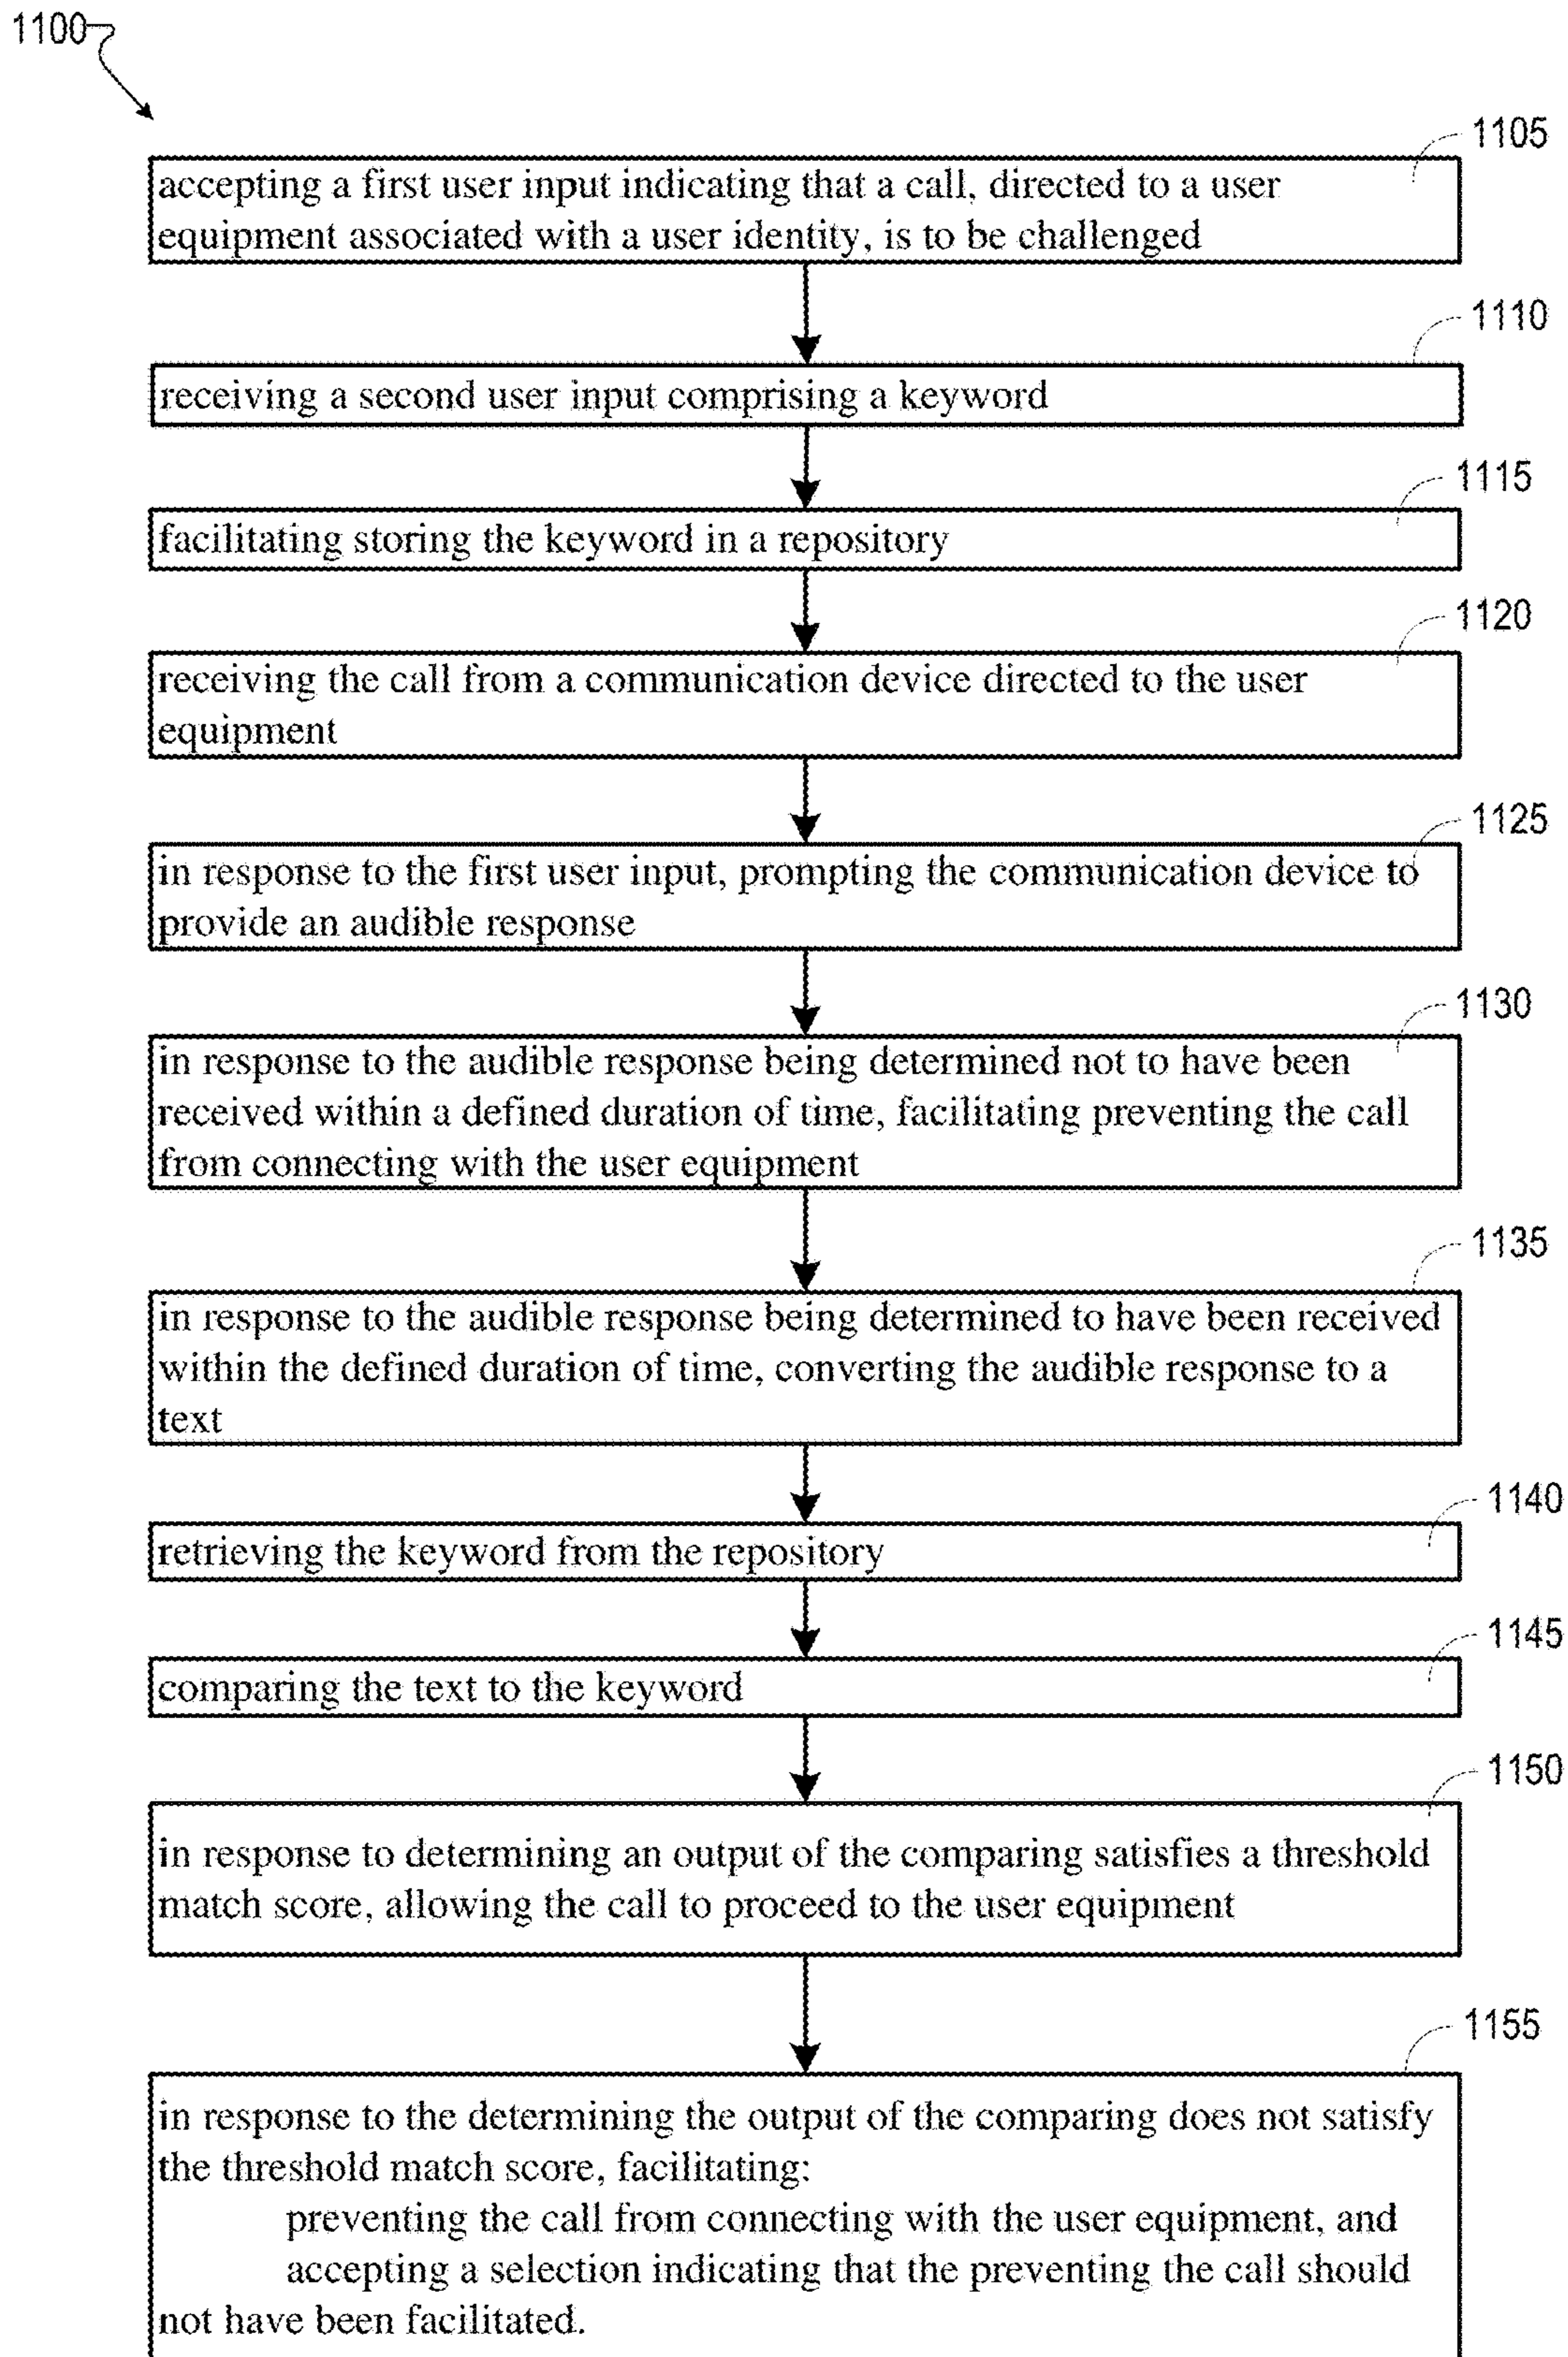 1100
1105
accepting a first user input indicating that a call, directed to a user
equipment associated with a user identity, is to be challenged
1110
receiving a second user input comprising a keyword
1115
facilitating storing the keyword in a repository
1120
receiving the call from a communication device directed to the user
equipment
1125
in response to the first user input, prompting the communication device to
provide an audible response
1130
in response to the audible response being determined not to have been
received within a defined duration of time, facilitating preventing the call
from connecting with the user equipment
1135
in response to the audible response being determined to have been received
within the defined duration of time, converting the audible response to a
text
1140
retrieving the keyword from the repository
1145
comparing the text to the keyword
1150
in response to determining an output of the comparing satisfies a threshold
match score, allowing the call to proceed to the user equipment
1155
in response to the determining the output of the comparing does not satisfy
the threshold match score, facilitating:
preventing the call from connecting with the user equipment, and
accepting a selection indicating that the preventing the call should
not have been facilitated.